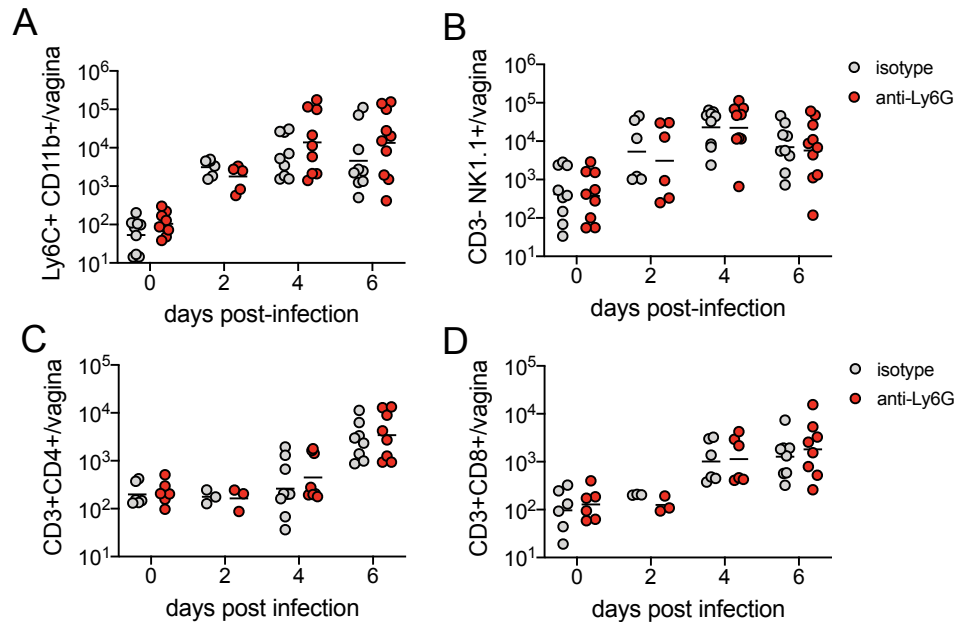 A
Ly6C+ CD11b+/vagina
10⁶
10⁵
10⁴
10³
10²
10¹
0 2 4 6
days post-infection
B
CD3- NK1.1+/vagina
10⁶
10⁵
10⁴
10³
10²
10¹
0 2 4 6
days post-infection
isotype
anti-Ly6G
C
CD3+CD4+/vagina
10⁵
10⁴
10³
10²
10¹
0 2 4 6
days post infection
D
CD3+CD8+/vagina
10⁵
10⁴
10³
10²
10¹
0 2 4 6
days post infection
isotype
anti-Ly6G